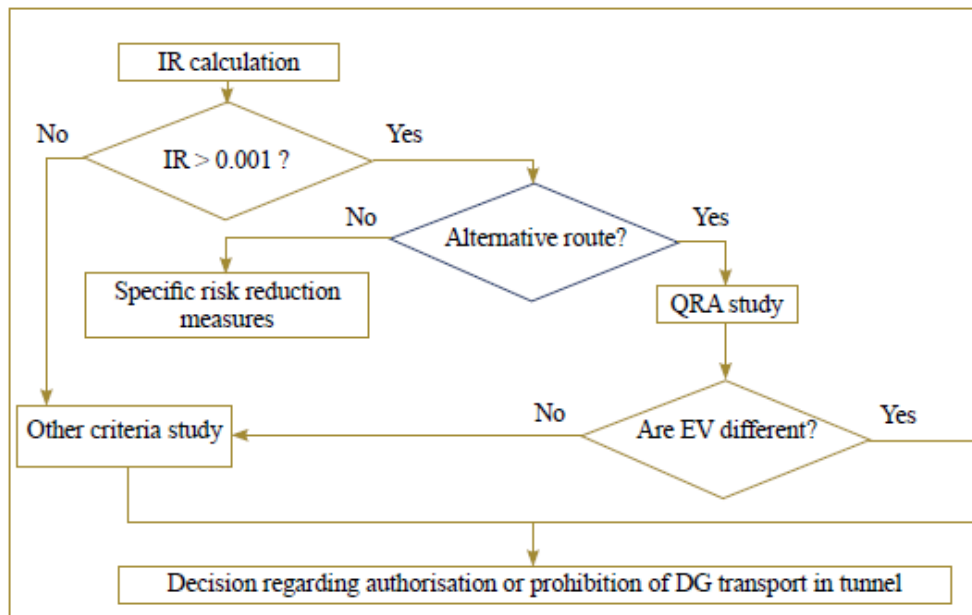 IR calculation
No
Yes
IR > 0.001 ?
No
Yes
Alternative route?
Specific risk reduction
measures
QRA study
No
Yes
Other criteria study
Are EV different?
Decision regarding authorisation or prohibition of DG transport in tunnel